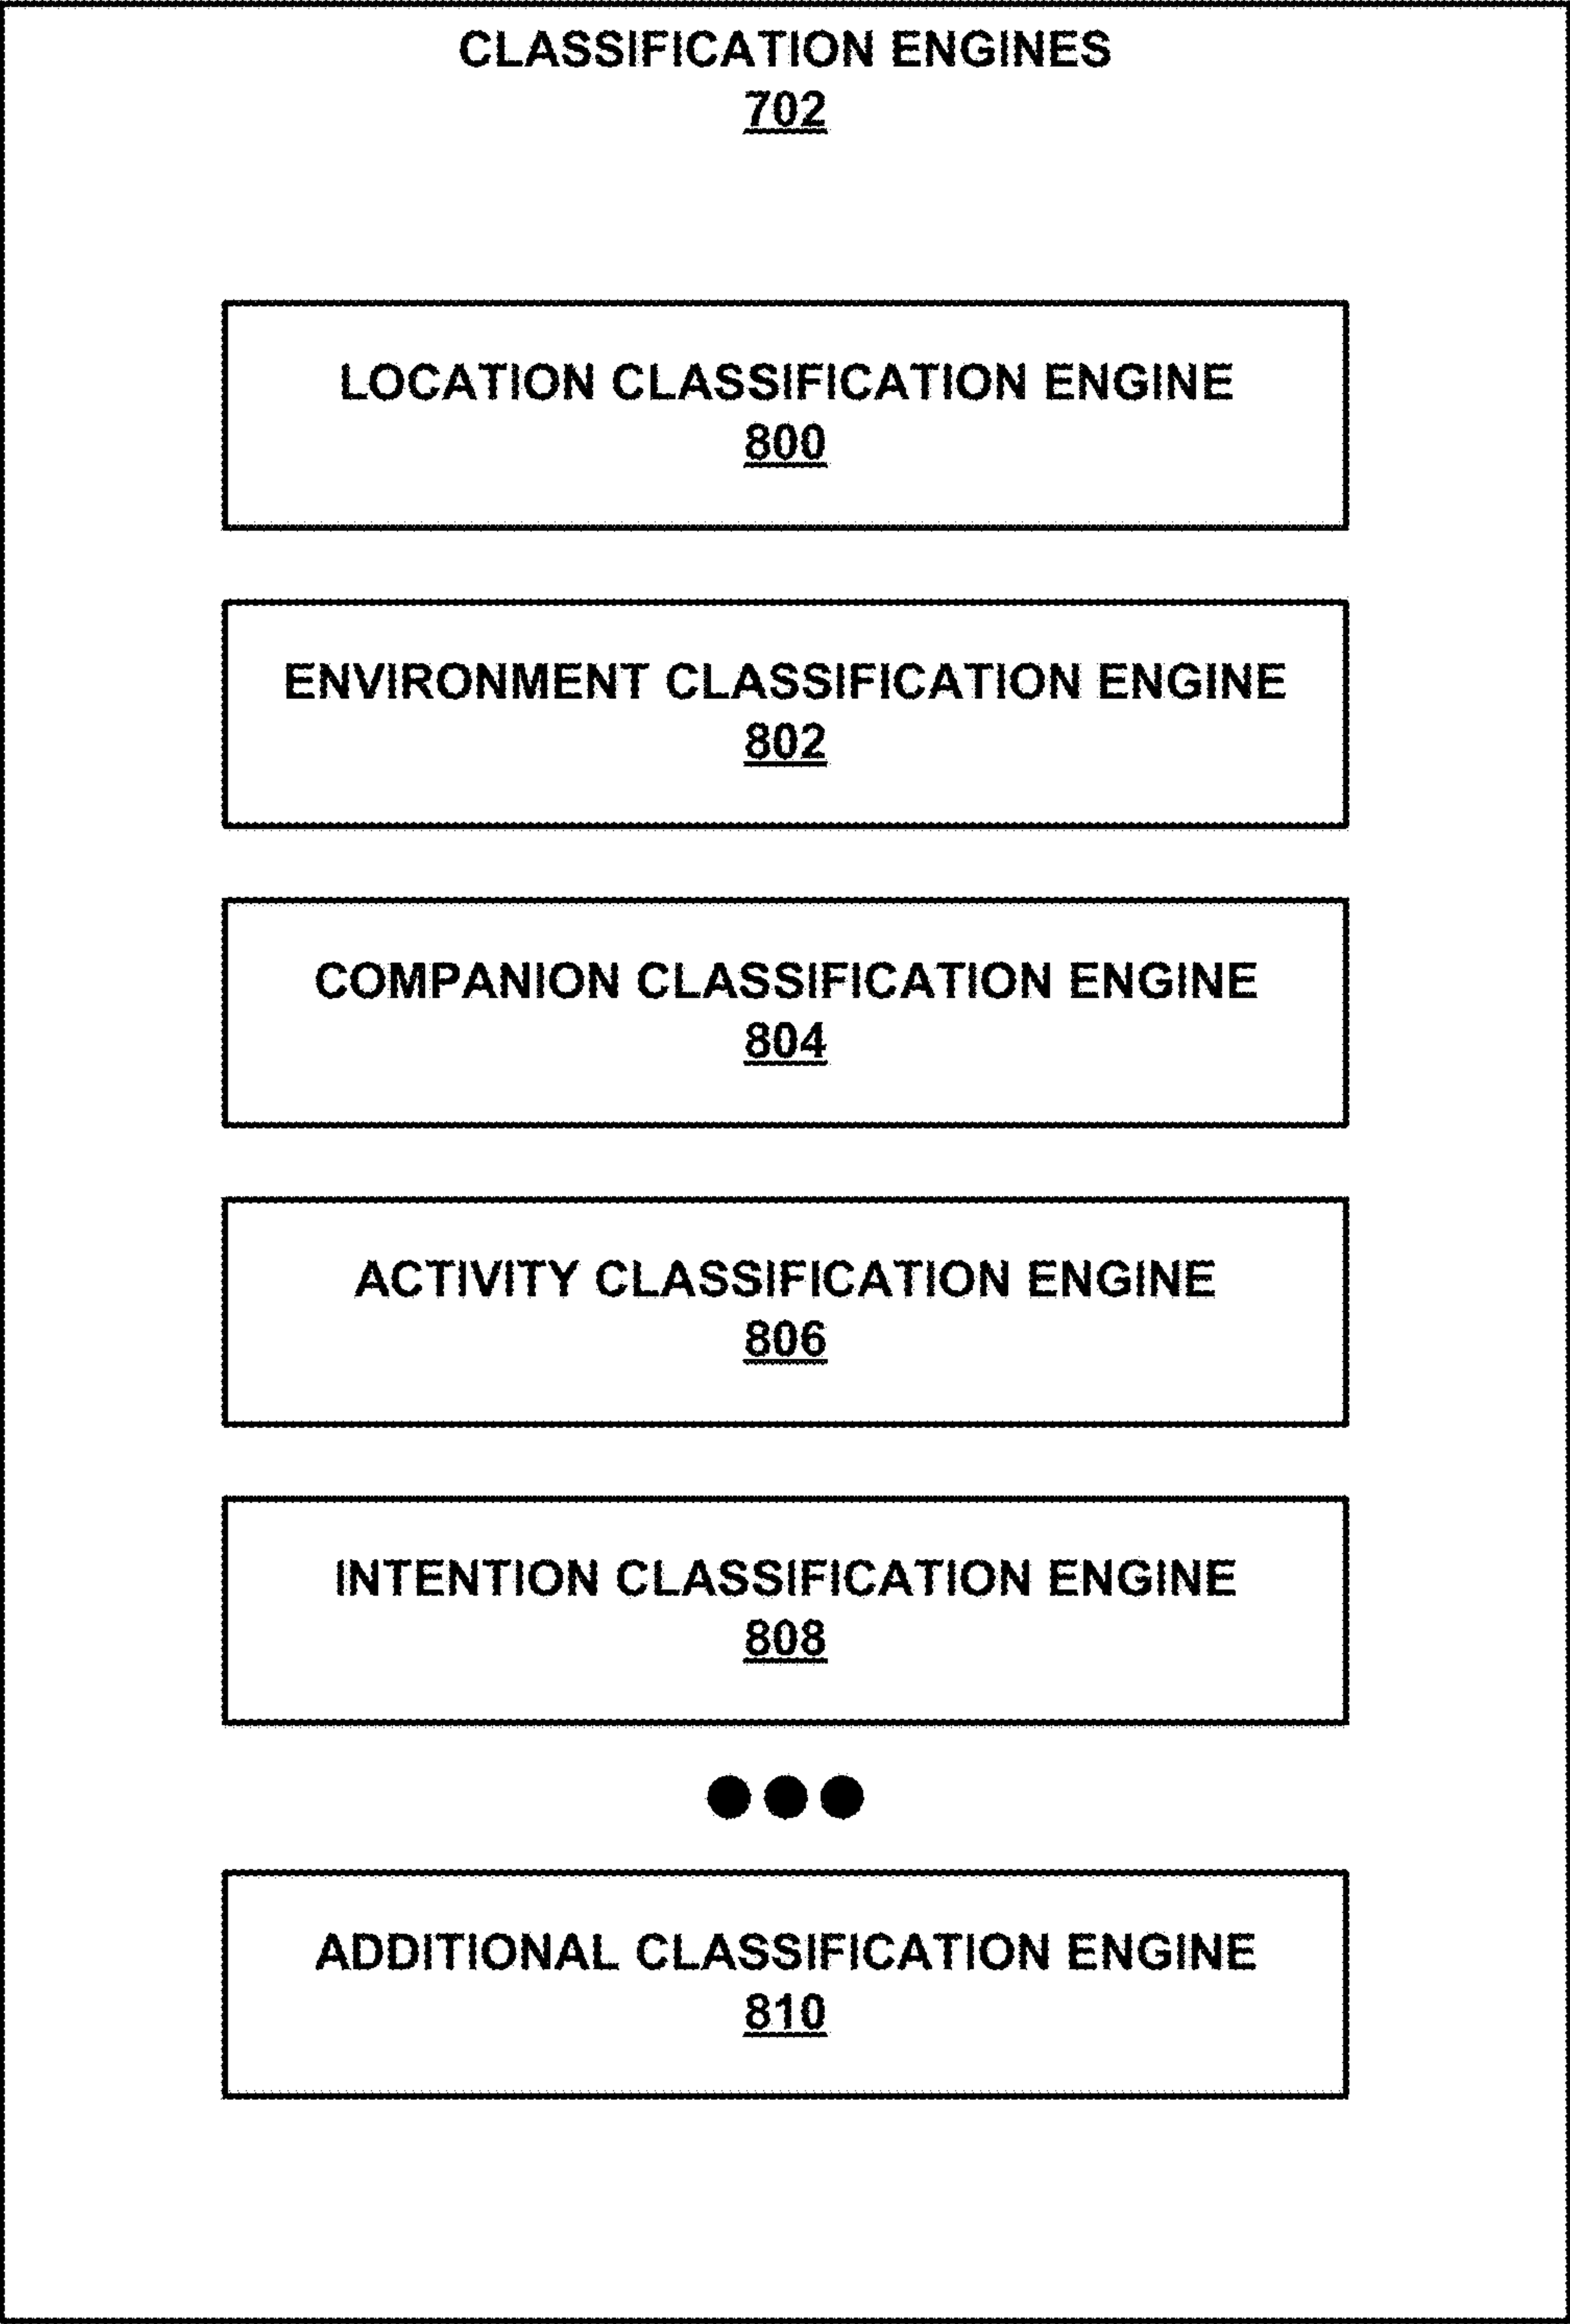 CLASSIFICATION ENGINES
702
LOCATION CLASSIFICATION ENGINE
800
ENVIRONMENT CLASSIFICATION ENGINE
802
COMPANION CLASSIFICATION ENGINE
804
ACTIVITY CLASSIFICATION ENGINE
806
INTENTION CLASSIFICATION ENGINE
808
ADDITIONAL CLASSIFICATION ENGINE
810